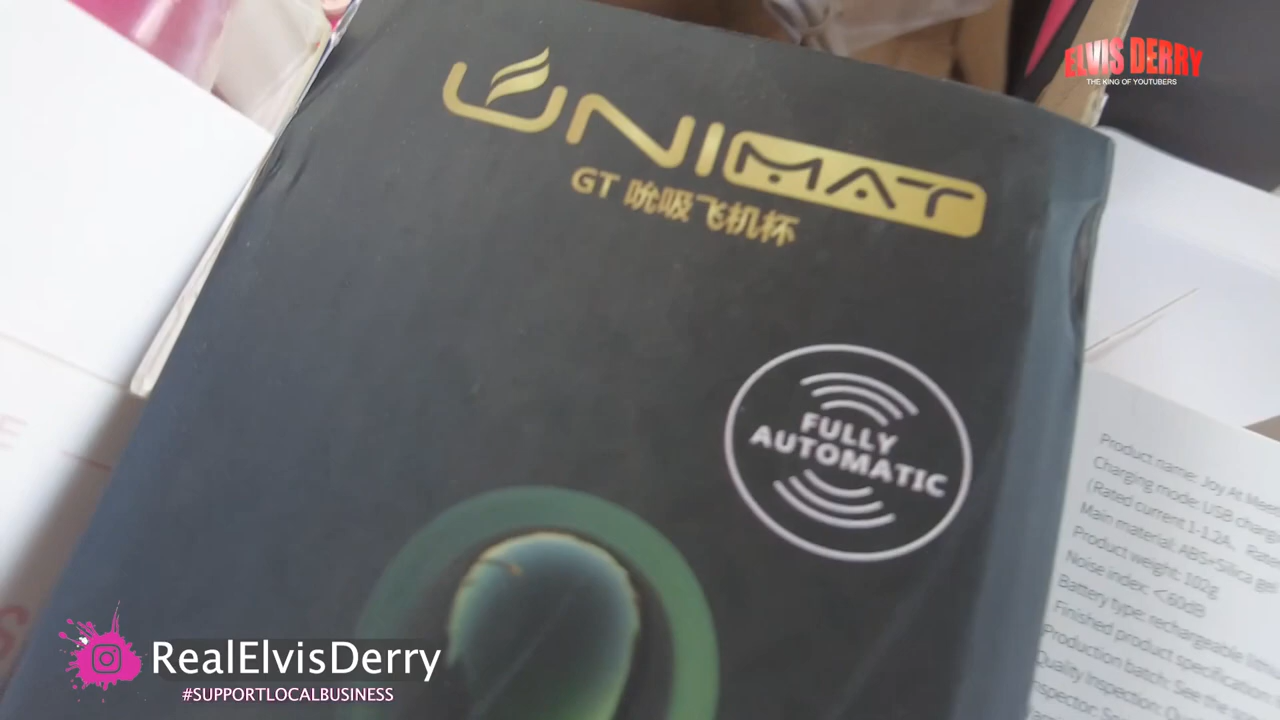 ELVIS DERRY
THE KING OF YOUTUBERS
UNIMAT
GT 吮吸飞机杯
FULLY
AUTOMATIC
Product name: Joy At
Charging mode: USB
(Rated current 1-1.2A、
Main material: ABS+Silica gel
Product weight: 102g
Noise index: <60dB
Battery type: rechargeable
Finished product
Production batch: See the
Quality Inspection:
RealElvisDerry
#SUPPORTLOCALBUSINESS